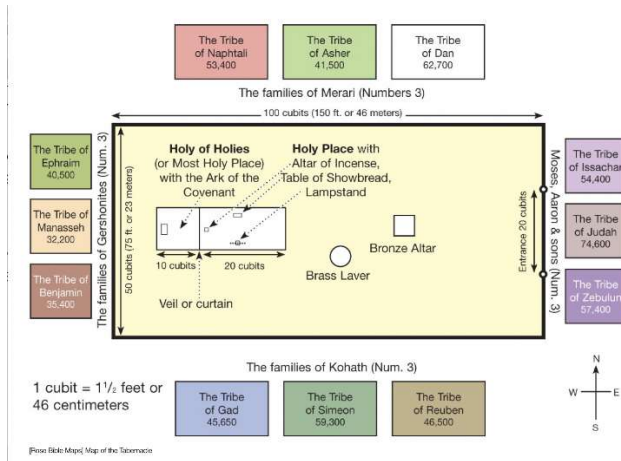 The Tribe
of Naphtali
53,400
The Tribe
of Asher
41,500
The Tribe
of Dan
62,700
The families of Merari (Numbers 3)
100 cubits (150 ft. or 46 meters)
The Tribe of
Ephraim
40,500
The Tribe of
Manasseh
32,200
The Tribe of
Benjamin
35,400
The families of Gershonites (Num. 3)
50 cubits (75 ft. or 23 meters)
Holy of Holies
(or Most Holy Place)
with the Ark of the
Covenant
Holy Place with
Altar of Incense,
Table of Showbread,
Lampstand
10 cubits
20 cubits
Veil or curtain
Brass Laver
Bronze Altar
Entrance 20 cubits
Moses, Aaron & sons (Num. 3)
The Tribe
of Issachar
54,400
The Tribe
of Judah
74,600
The Tribe
of Zebulun
57,400
The families of Kohath (Num. 3)
1 cubit = 1 1/2 feet or
46 centimeters
The Tribe
of Gad
45,650
The Tribe
of Simeon
59,300
The Tribe
of Reuben
46,500
N
W
E
S
[Rose Bible Maps] Map of the Tabernacle